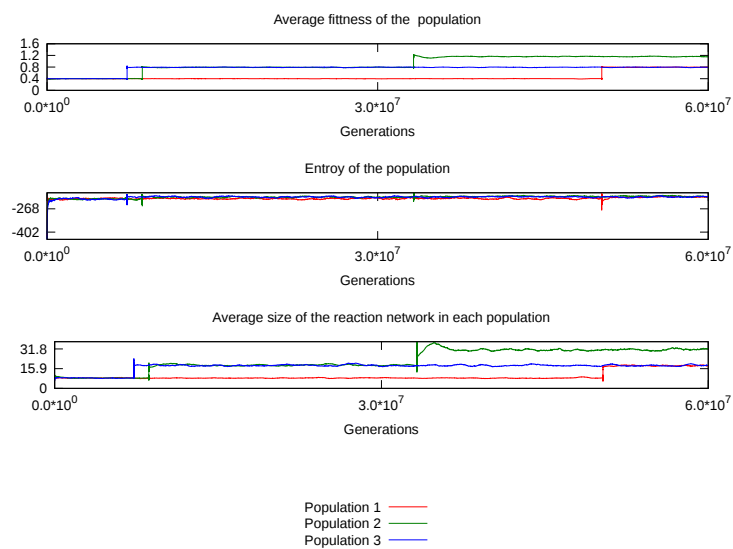 Average fittness of the  population
1.6
1.2
0.8
0.4
0
0.0*10^0
3.0*10^7
6.0*10^7
Generations
Entroy of the population
-268
-402
0.0*10^0
3.0*10^7
6.0*10^7
Generations
Average size of the reaction network in each population
31.8
15.9
0
0.0*10^0
3.0*10^7
6.0*10^7
Generations
Population 1
Population 2
Population 3